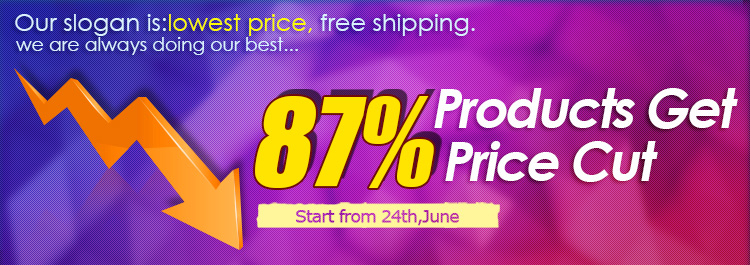 Our slogan is:lowest price, free shipping.
we are always doing our best...
87% Products Get
Price Cut
Start from 24th,June